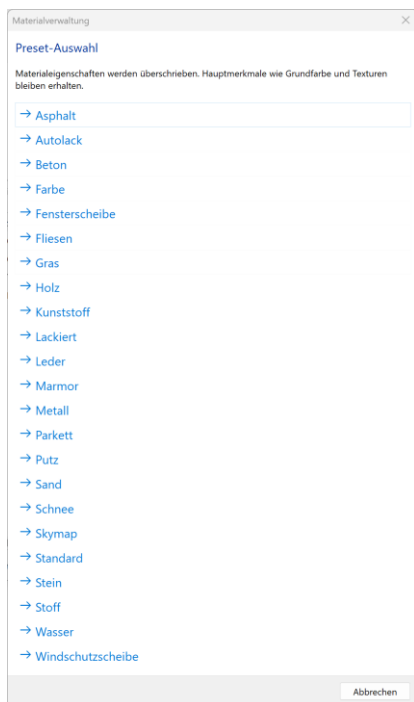 Materialverwaltung
Preset-Auswahl
Materialeigenschaften werden überschrieben. Hauptmerkmale wie Grundfarbe und Texturen
bleiben erhalten.
→ Asphalt
→ Autolack
→ Beton
→ Farbe
→ Fensterscheibe
→ Fliesen
→ Gras
→ Holz
→ Kunststoff
→ Lackiert
→ Leder
→ Marmor
→ Metall
→ Parkett
→ Putz
→ Sand
→ Schnee
→ Skymap
→ Standard
→ Stein
→ Stoff
→ Wasser
→ Windschutzscheibe
Abbrechen